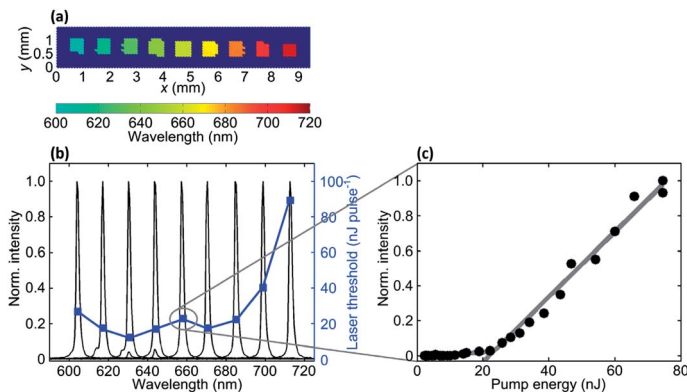 (a)
y (mm)
1
0.5
0
0 1 2 3 4 5 6 7 8 9
x (mm)
600 620 640 660 680 700 720
Wavelength (nm)
(b)
Norm. intensity
1.0
0.8
0.6
0.4
0.2
0
600 620 640 660 680 700 720
Wavelength (nm)
100
80
60
40
20
0
Laser threshold (nJ pulse-1)
(c)
Norm. intensity
1.0
0.8
0.6
0.4
0.2
0
0 20 40 60 80
Pump energy (nJ)